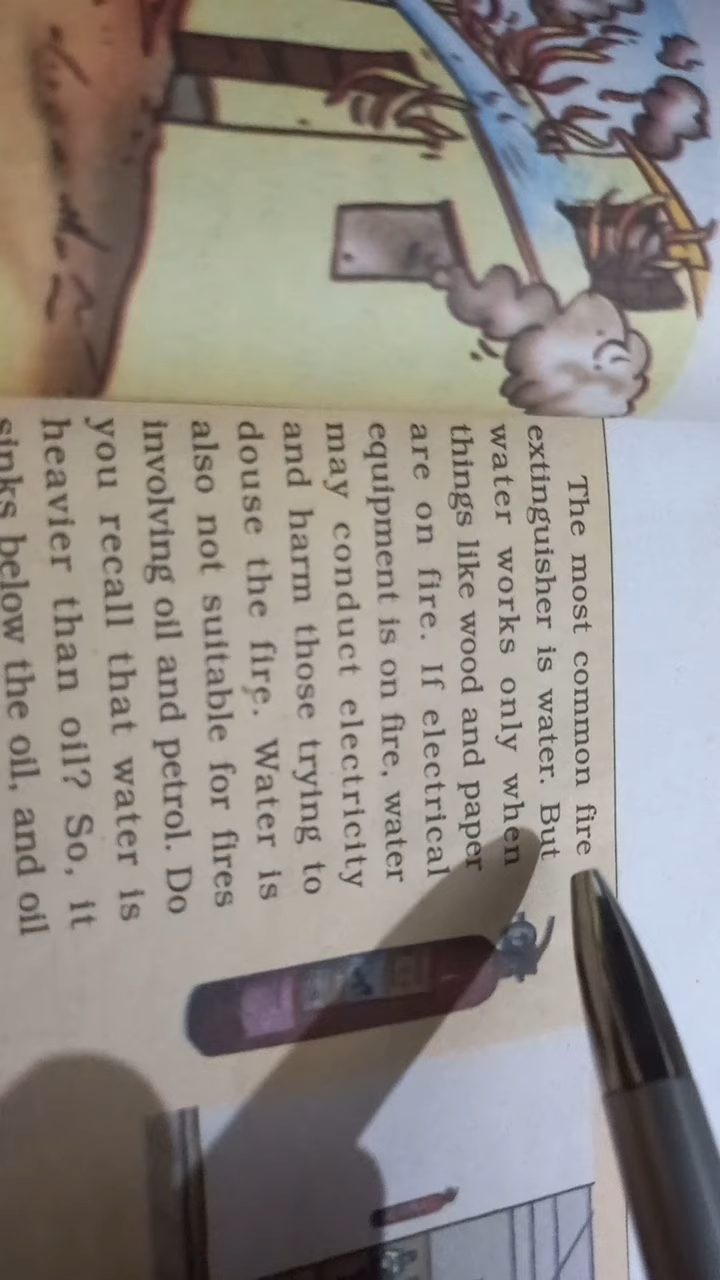 The most common fire
extinguisher is water. But
water works only when
things like wood and paper
are on fire. If electrical
equipment is on fire, water
may conduct electricity
and harm those trying to
douse the fire. Water is
also not suitable for fires
involving oil and petrol. Do
you recall that water is
heavier than oil? So, it
sinks below the oil, and oil